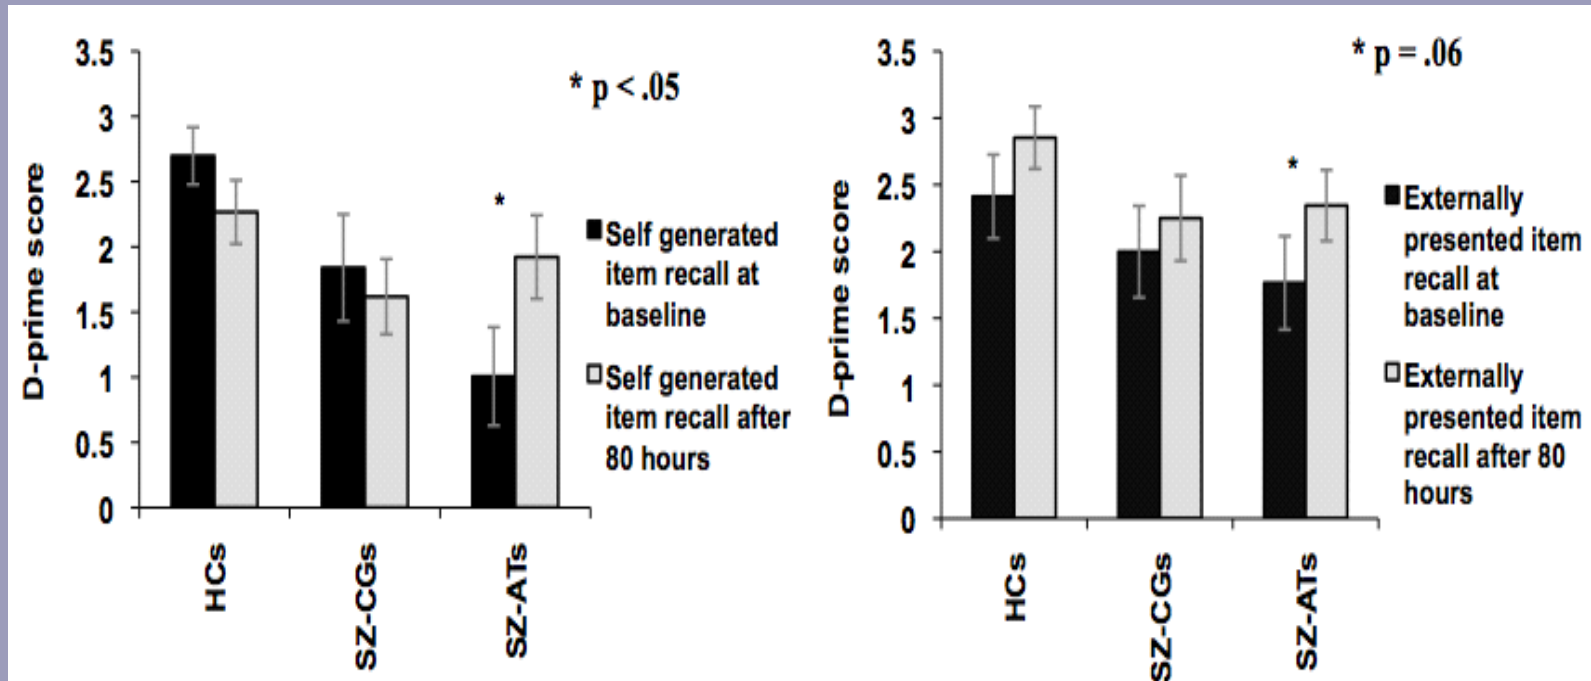 3.5
3
2.5
2
1.5
1
0.5
0
D-prime score
* p < .05
*
HCs
SZ-CGs
SZ-ATs
Self generated
item recall at
baseline
Self generated
item recall after
80 hours
3.5
3
2.5
2
1.5
1
0.5
0
D-prime score
* p = .06
*
HCs
SZ-CGs
SZ-ATs
Externally
presented item
recall at
baseline
Externally
presented item
recall after 80
hours